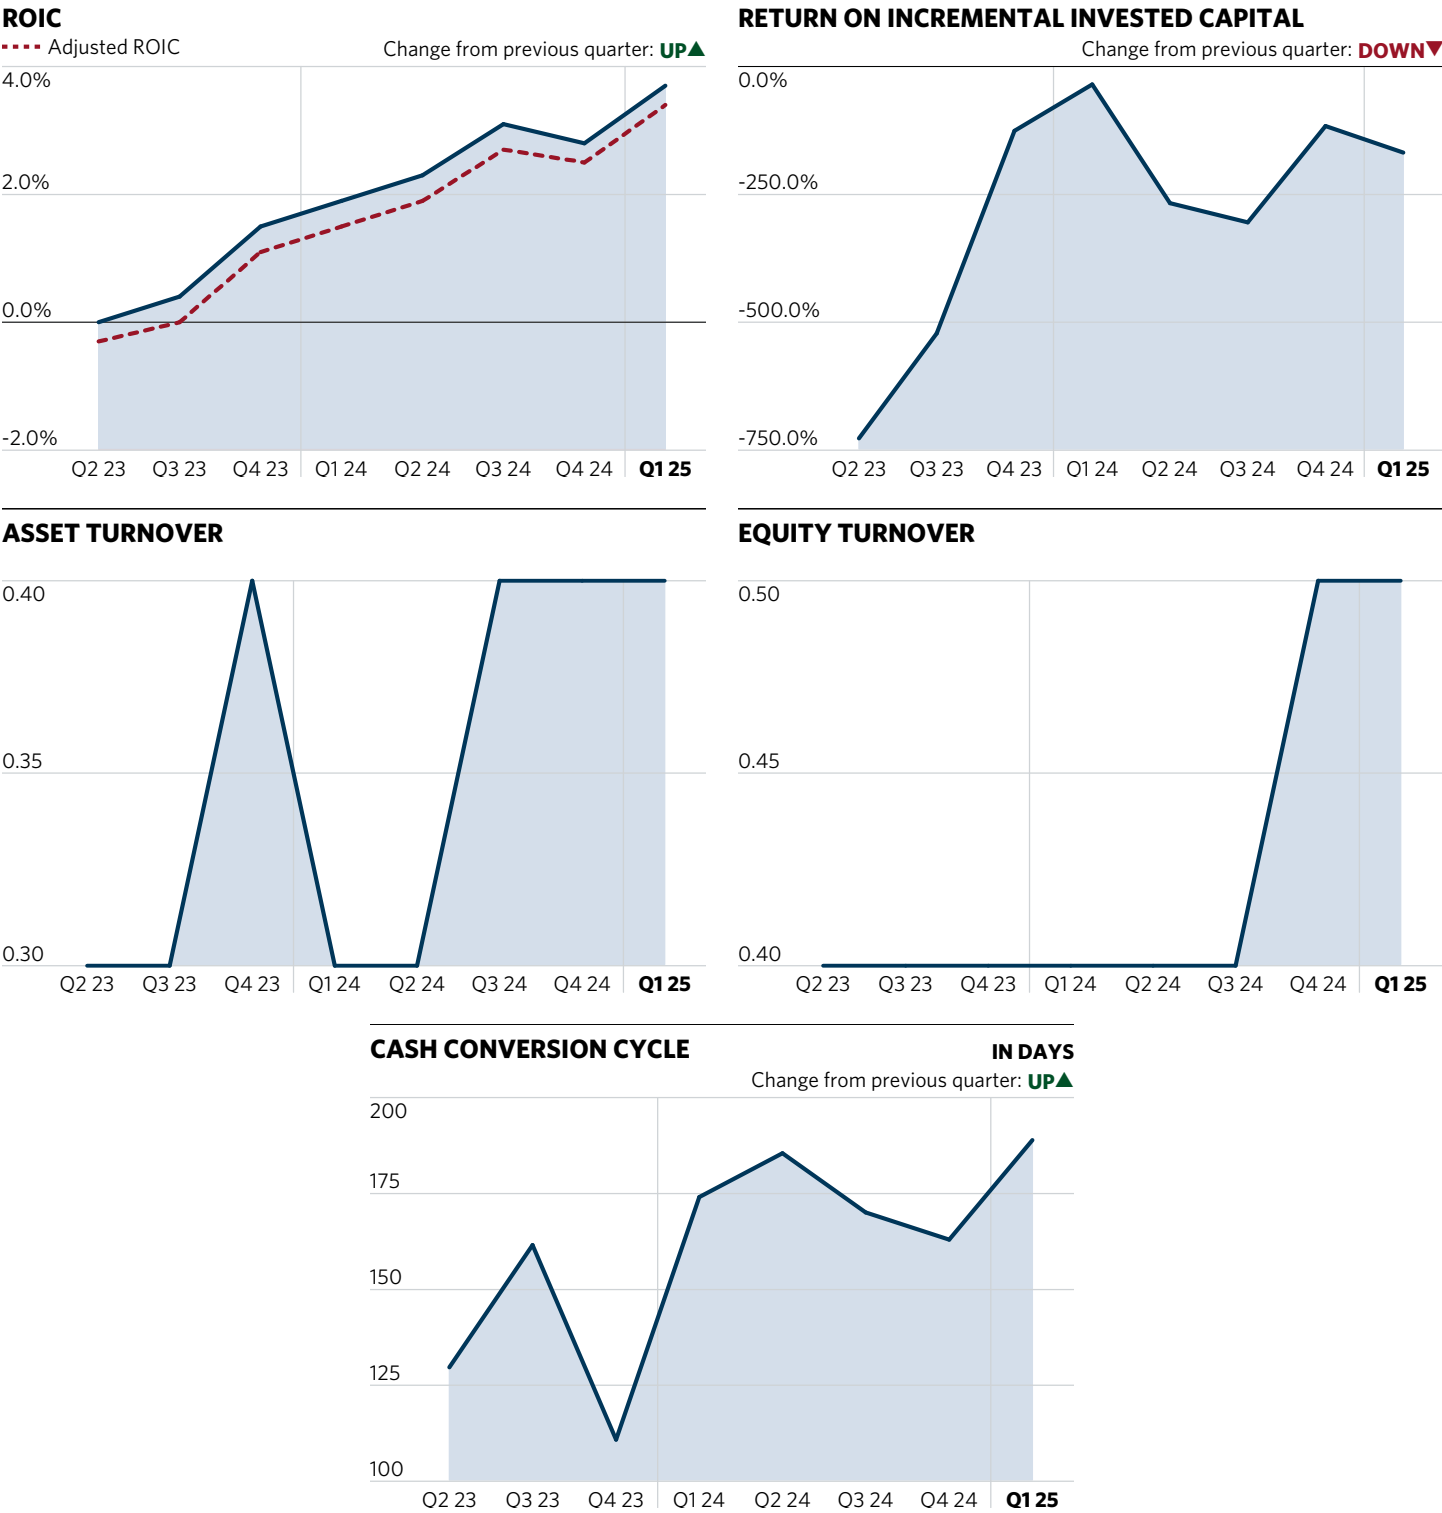 ROIC
Adjusted ROIC
Change from previous quarter: UP▲
4.0%
2.0%
0.0%
-2.0%
Q2 23 Q3 23 Q4 23 Q1 24 Q2 24 Q3 24 Q4 24 Q1 25
RETURN ON INCREMENTAL INVESTED CAPITAL
Change from previous quarter: DOWN▼
0.0%
-250.0%
-500.0%
-750.0%
Q2 23 Q3 23 Q4 23 Q1 24 Q2 24 Q3 24 Q4 24 Q1 25
ASSET TURNOVER
0.40
0.35
0.30
Q2 23 Q3 23 Q4 23 Q1 24 Q2 24 Q3 24 Q4 24 Q1 25
EQUITY TURNOVER
0.50
0.45
0.40
Q2 23 Q3 23 Q4 23 Q1 24 Q2 24 Q3 24 Q4 24 Q1 25
CASH CONVERSION CYCLE
IN DAYS
Change from previous quarter: UP▲
200
175
150
125
100
Q2 23 Q3 23 Q4 23 Q1 24 Q2 24 Q3 24 Q4 24 Q1 25